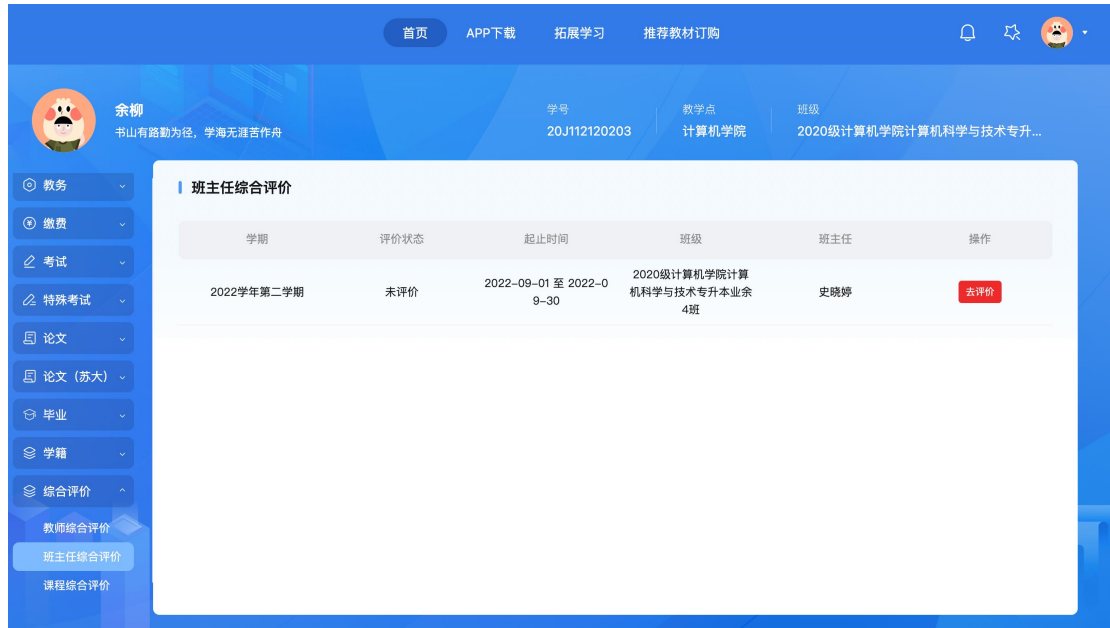 首页
APP下载
拓展学习
推荐教材订购
余柳
书山有路勤为径，学海无涯苦作舟
学号
20J112120203
教学点
计算机学院
班级
2020级计算机学院计算机科学与技术专升...
教务
缴费
考试
特殊考试
论文
论文（苏大）
毕业
学籍
综合评价
教师综合评价
班主任综合评价
课程综合评价
班主任综合评价
学期
评价状态
起止时间
班级
班主任
操作
2022学年第二学期
未评价
2022-09-01 至 2022-0
9-30
2020级计算机学院计算
机科学与技术专升本业余
4班
史晓婷
去评价